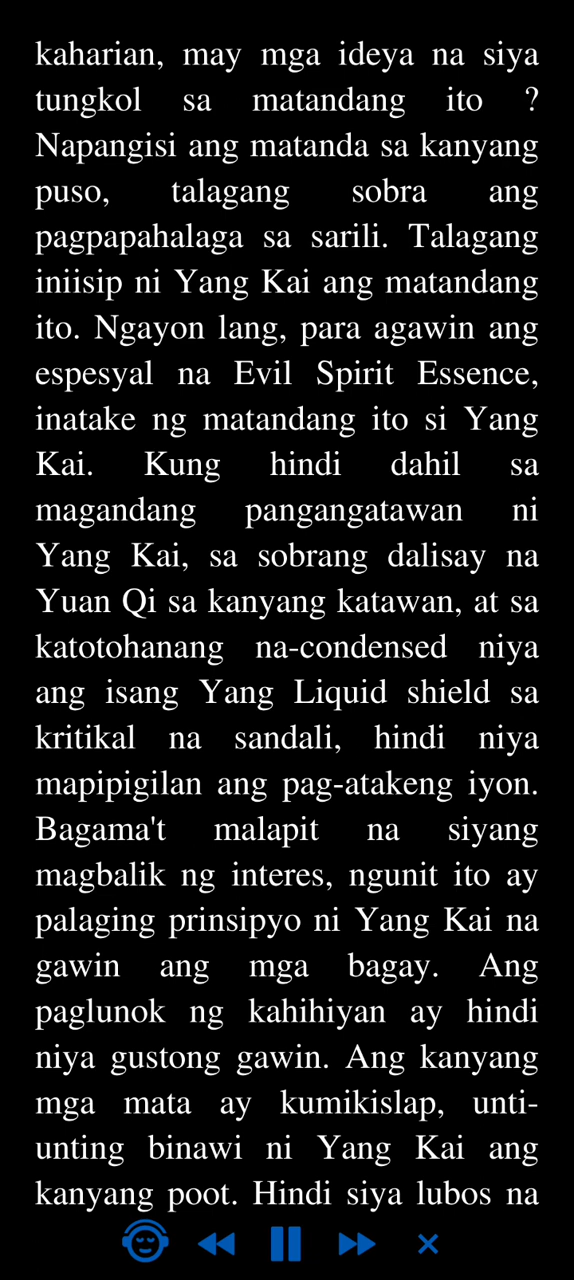 kaharian, may mga ideya na siya
tungkol sa matandang ito ?
Napangisi ang matanda sa kanyang
puso, talagang sobra ang
pagpapahalaga sa sarili. Talagang
iniisip ni Yang Kai ang matandang
ito. Ngayon lang, para agawin ang
espesyal na Evil Spirit Essence,
inatake ng matandang ito si Yang
Kai. Kung hindi dahil sa
magandang pangangatawan ni
Yang Kai, sa sobrang dalisay na
Yuan Qi sa kanyang katawan, at sa
katotohanang na-condensed niya
ang isang Yang Liquid shield sa
kritikal na sandali, hindi niya
mapipigilan ang pag-atakeng iyon.
Bagama't malapit na siyang
magbalik ng interes, ngunit ito ay
palaging prinsipyo ni Yang Kai na
gawin ang mga bagay. Ang
paglunok ng kahihiyan ay hindi
niya gustong gawin. Ang kanyang
mga mata ay kumikislap, unti-
unting binawi ni Yang Kai ang
kanyang poot. Hindi siya lubos na